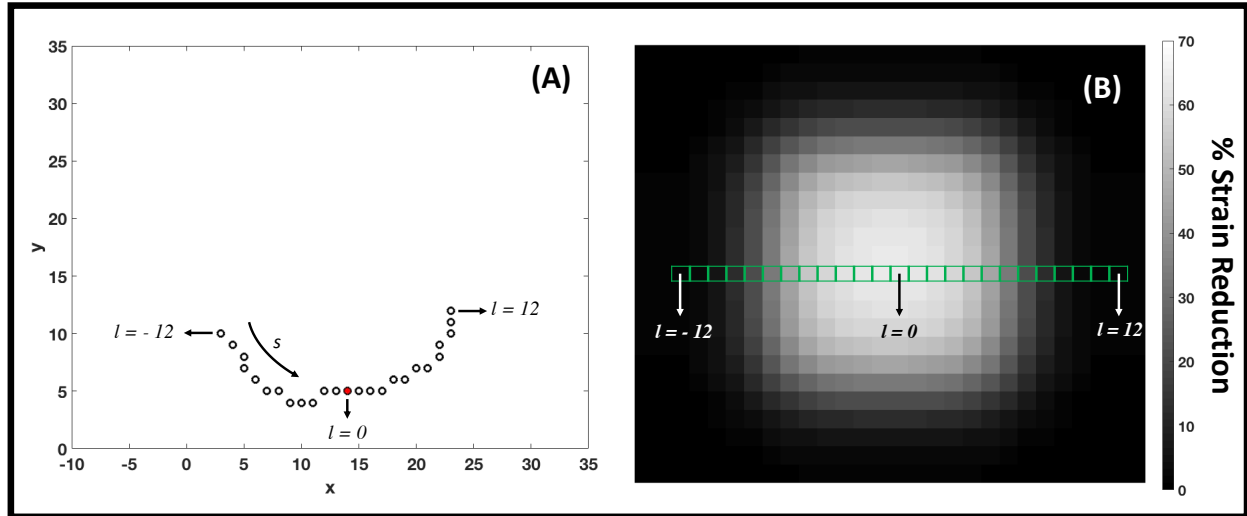 (A)
35
30
25
20
15
10
5
0
y
-10 -5 0 5 10 15 20 25 30 35
x
l = - 12
s
l = 0
l = 12
(B)
l = - 12
l = 0
l = 12
70
60
50
40
30
20
10
0
% Strain Reduction